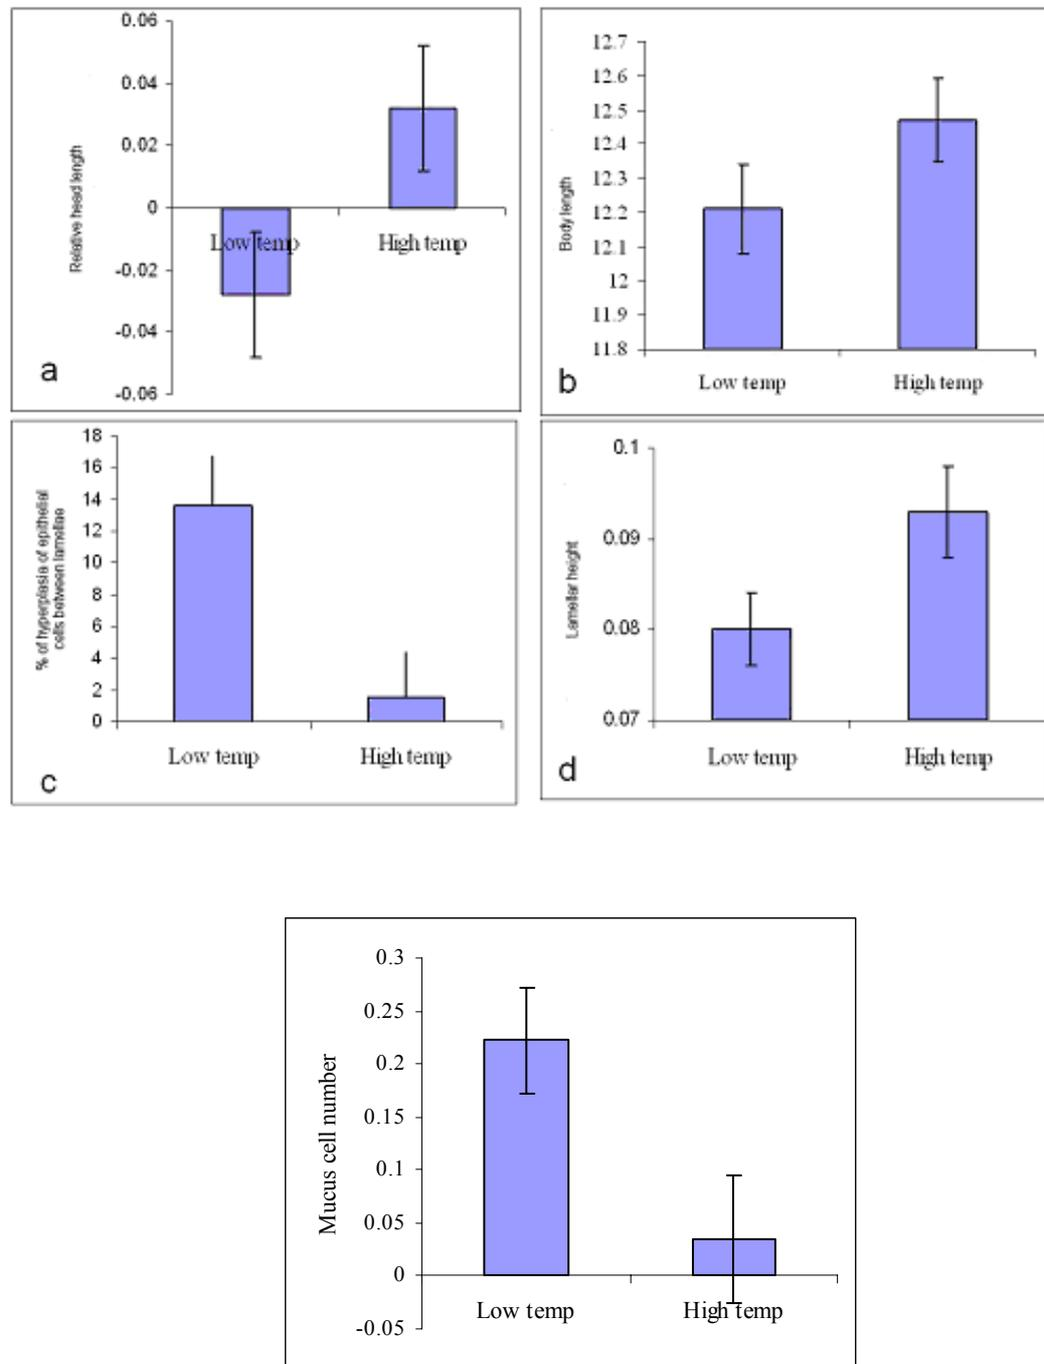 0.06
0.04
0.02
0
-0.02
-0.04
-0.06
Relative head length
Low temp
High temp
a
12.7
12.6
12.5
12.4
12.3
12.2
12.1
12
11.9
11.8
Body length
Low temp
High temp
b
18
16
14
12
10
8
6
4
2
0
% of hyperplasia of epithelial
cells between lamellae
Low temp
High temp
c
0.1
0.09
0.08
0.07
Lamellar height
Low temp
High temp
d
0.3
0.25
0.2
0.15
0.1
0.05
0
-0.05
Mucus cell number
Low temp
High temp